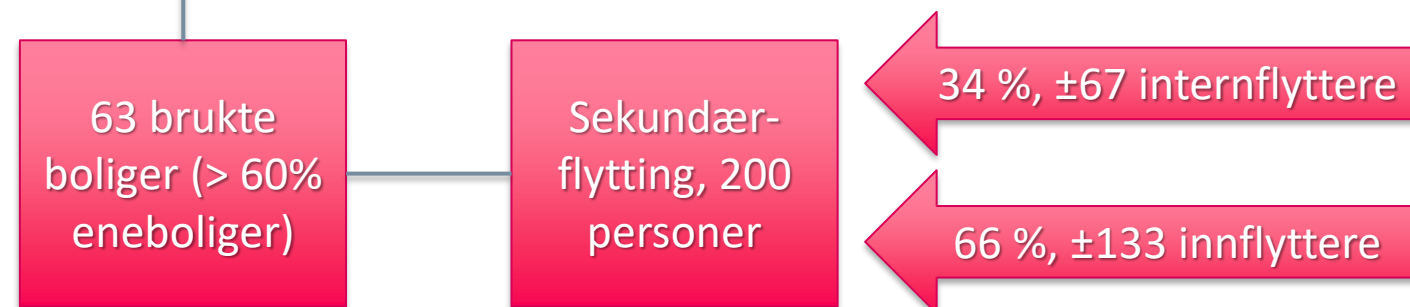 63 brukte
boliger (> 60%
eneboliger)
Sekundær-
flytting, 200
personer
34 %, ±67 internflyttere
66 %, ±133 innflyttere